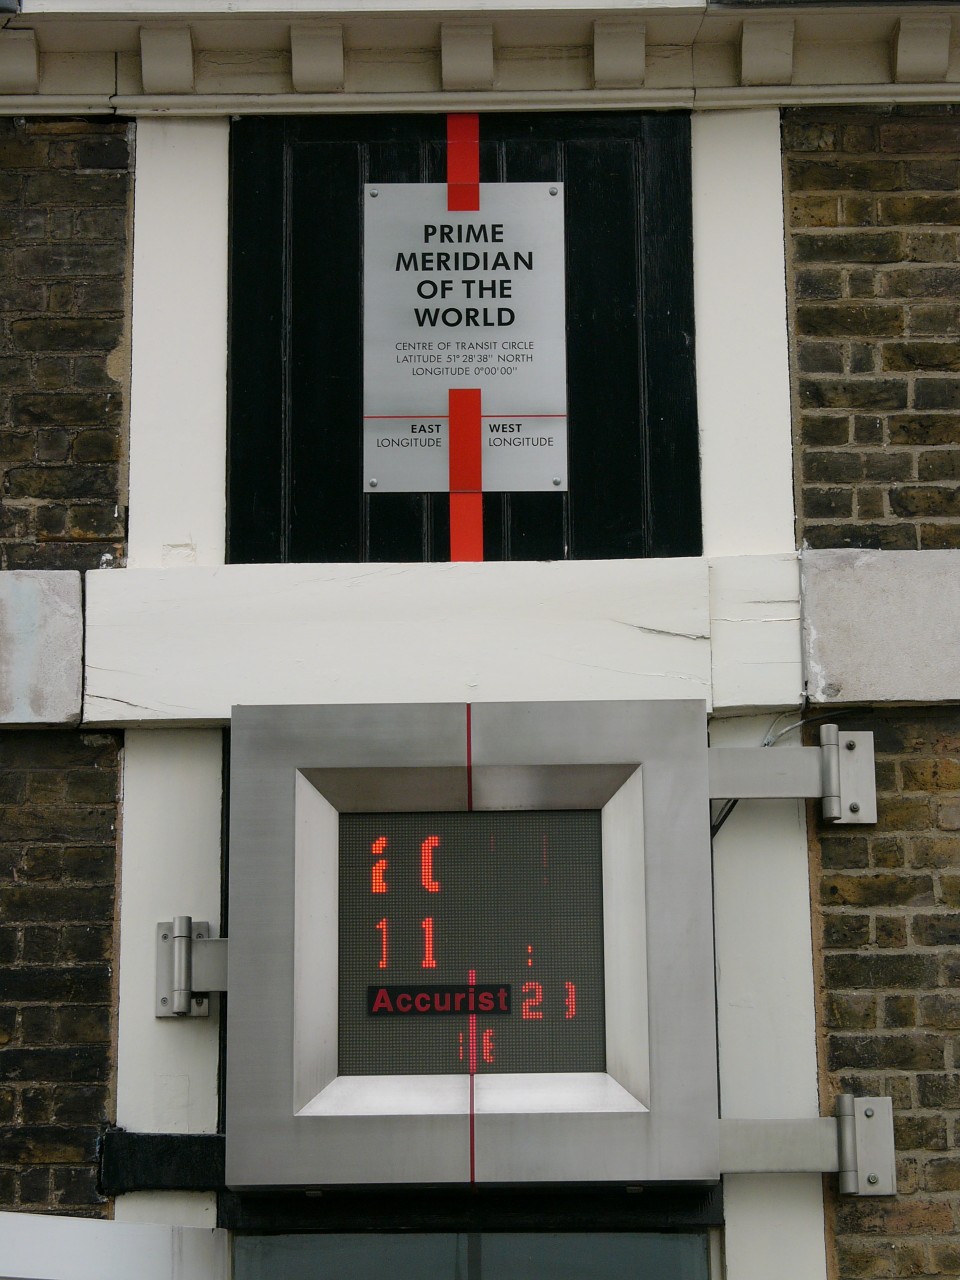 PRIME
MERIDIAN
OF THE
WORLD
CENTRE OF TRANSIT CIRCLE
LATITUDE 51° 28'38" NORTH
LONGITUDE 0°00'00"
EAST
LONGITUDE
WEST
LONGITUDE
Accurist